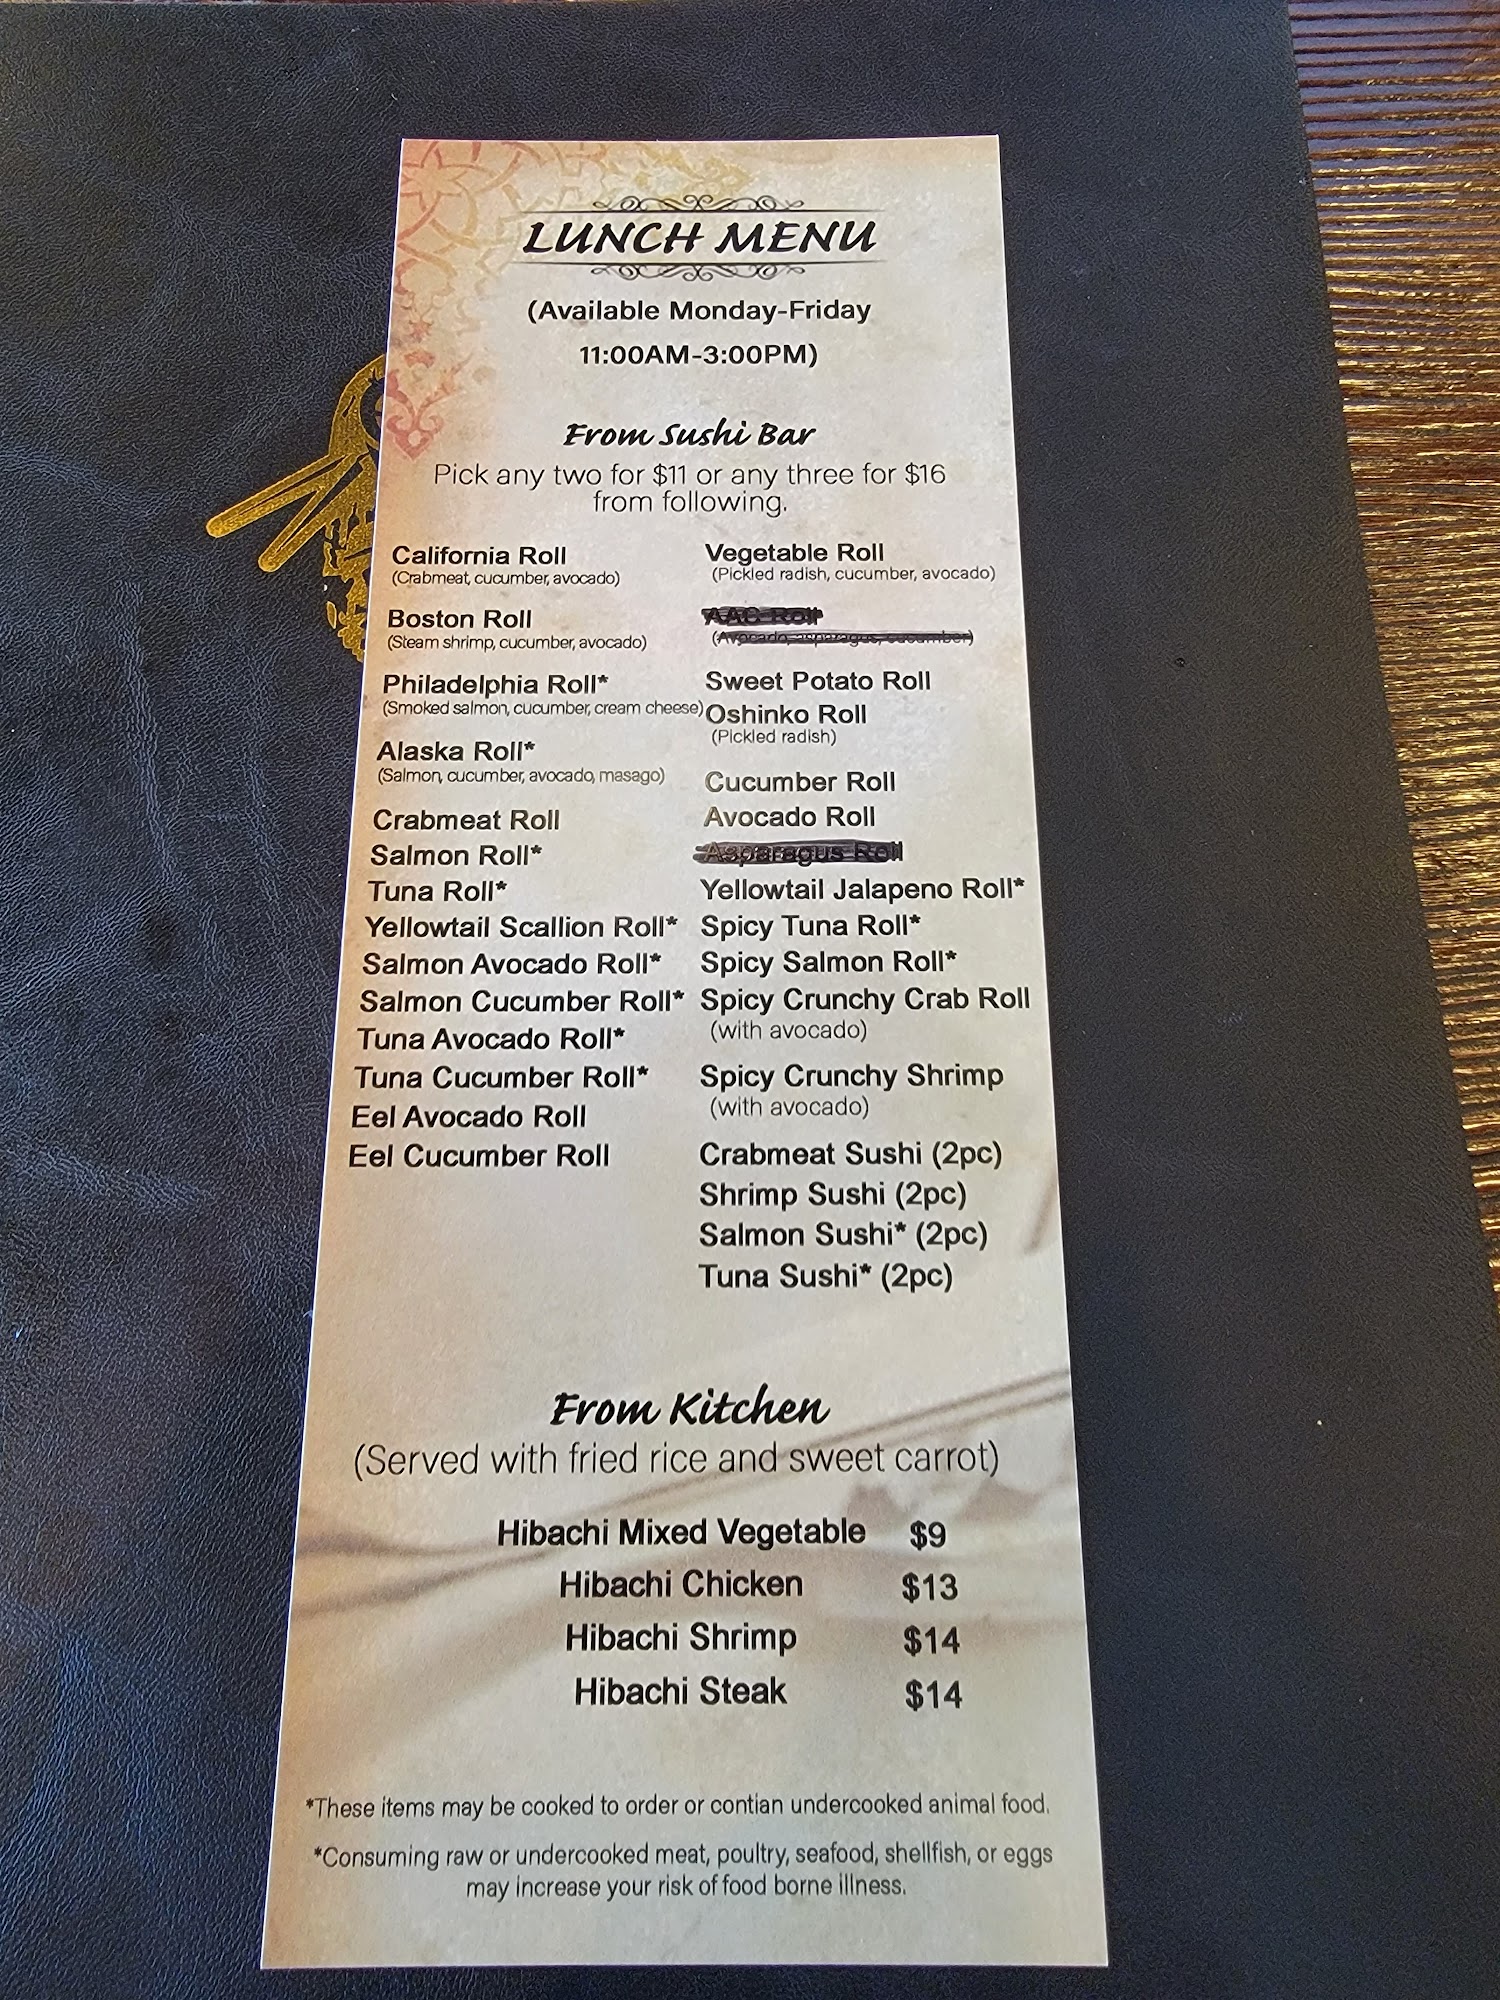 LUNCH MENU
(Available Monday-Friday
11:00AM-3:00PM)
From Sushi Bar
Pick any two for $11 or any three for $16
from following.
California Roll
(Crabmeat, cucumber, avocado)
Boston Roll
(Steam shrimp, cucumber, avocado)
Philadelphia Roll*
(Smoked salmon, cucumber, cream cheese)
Alaska Roll*
(Salmon, cucumber, avocado, masago)
Crabmeat Roll
Salmon Roll*
Tuna Roll*
Yellowtail Scallion Roll*
Salmon Avocado Roll*
Salmon Cucumber Roll*
Tuna Avocado Roll*
Tuna Cucumber Roll*
Eel Avocado Roll
Eel Cucumber Roll
Vegetable Roll
(Pickled radish, cucumber, avocado)
AAC Roll
(Avocado, asparagus, cucumber)
Sweet Potato Roll
Oshinko Roll
(Pickled radish)
Cucumber Roll
Avocado Roll
Asparagus Roll
Yellowtail Jalapeno Roll*
Spicy Tuna Roll*
Spicy Salmon Roll*
Spicy Crunchy Crab Roll
(with avocado)
Spicy Crunchy Shrimp
(with avocado)
Crabmeat Sushi (2pc)
Shrimp Sushi (2pc)
Salmon Sushi* (2pc)
Tuna Sushi* (2pc)
From Kitchen
(Served with fried rice and sweet carrot)
Hibachi Mixed Vegetable $9
Hibachi Chicken $13
Hibachi Shrimp $14
Hibachi Steak $14
*These items may be cooked to order or contian undercooked animal food.
*Consuming raw or undercooked meat, poultry, seafood, shellfish, or eggs
may increase your risk of food borne illness.